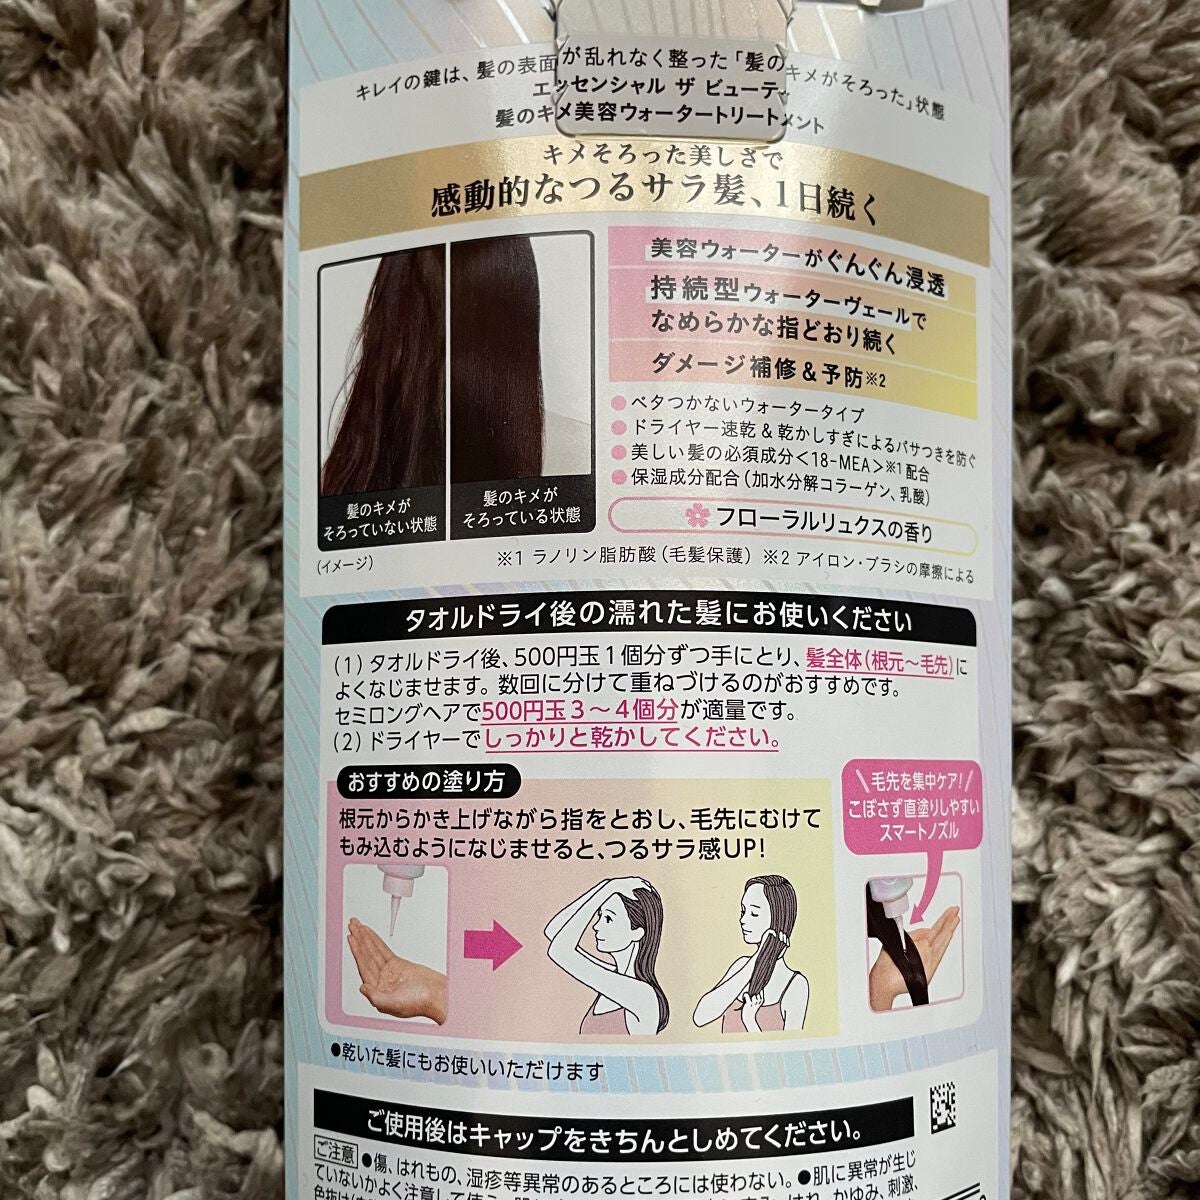 キレイの鍵は、髪の表面が乱れなく整った「髪のキメがそろった」状態
エッセンシャル ザ ビューティ
髪のキメ美容ウォータートリートメント
キメそろった美しさで
感動的なつるサラ髪、1日続く
美容ウォーターがぐんぐん浸透
持続型ウォーターヴェールで
なめらかな指どおり続く
ダメージ補修&予防※2
●ベタつかないウォータータイプ
●ドライヤー速乾&乾かしすぎによるパサつきを防ぐ
●美しい髪の必須成分<18-MEA>※1配合
●保湿成分配合(加水分解コラーゲン、乳酸)
フローラルリュクスの香り
髪のキメが
そろっていない状態
髪のキメが
そろっている状態
(イメージ)
※1 ラノリン脂肪酸(毛髪保護) ※2 アイロン・ブラシの摩擦による
タオルドライ後の濡れた髪にお使いください
(1)タオルドライ後、500円玉1個分ずつ手にとり、髪全体(根元～毛先)に
よくなじませます。数回に分けて重ねづけるのがおすすめです。
セミロングヘアで500円玉3～4個分が適量です。
(2)ドライヤーでしっかりと乾かしてください。
おすすめの塗り方
根元からかき上げながら指をとおし、毛先にむけて
もみ込むようになじませると、つるサラ感UP!
\毛先を集中ケア!/
こぼさず直塗りしやすい
スマートノズル
●乾いた髪にもお使いいただけます
ご使用後はキャップをきちんとしめてください。
ご注意 ●傷、はれもの、湿疹等異常のあるところには使わない。●肌に異常が生じ
ていないかよく注意して使う。
はれ、かゆみ、刺激、